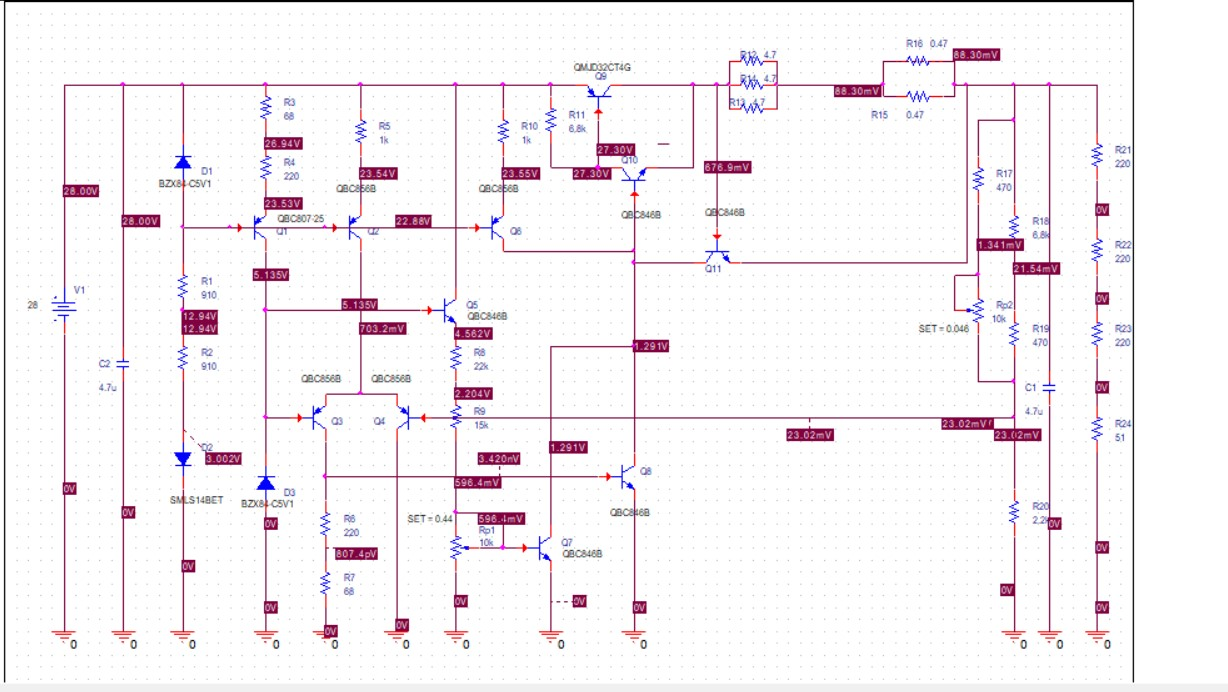 R16 0.47
88.30mV
R12 4.7
QMJD32CT4G
Q9
R14 4.7
88.30mV
R3
68
R13 4.7
R15 0.47
R11
6,8k
R5
1k
R10
1k
26.94V
27.30V
R21
220
Q10
R4
220
23.54V
23.55V
27.30V
676.9mV
D1
R17
470
BZX84-C5V1
28.00V
QBC856B
QBC856B
23.53V
0V
28.00V
QBC807-25
22.88V
QBC846B
QBC846B
R18
6,8k
Q1
Q2
Q6
1.341mV
R22
220
5.135V
Q11
21.54mV
R1
910
V1
28
5.135V
Q5
QBC846B
Rp2
10k
0V
12.94V
12.94V
703.2mV
4.562V
SET = 0.046
R19
470
R23
220
1.291V
R2
910
R8
22k
C2
4.7u
QBC856B
QBC856B
0V
C1
4.7u
2.204V
R9
15k
Q3
Q4
23.02mV
23.02mV
23.02mV
R24
51
D2
3.002V
1.291V
3.420nV
Q8
0V
SMLS14BET
D3
BZX84-C5V1
596.4mV
0V
QBC846B
R20
2,2k
0V
0V
R6
220
SET = 0.44
596.4mV
Rp1
10k
Q7
QBC846B
0V
807.4pV
0V
R7
68
0V
0V
0V
0V
0V
0V
0V
0V
0V
0 0 0 0 0 0 0 0 0 0 0